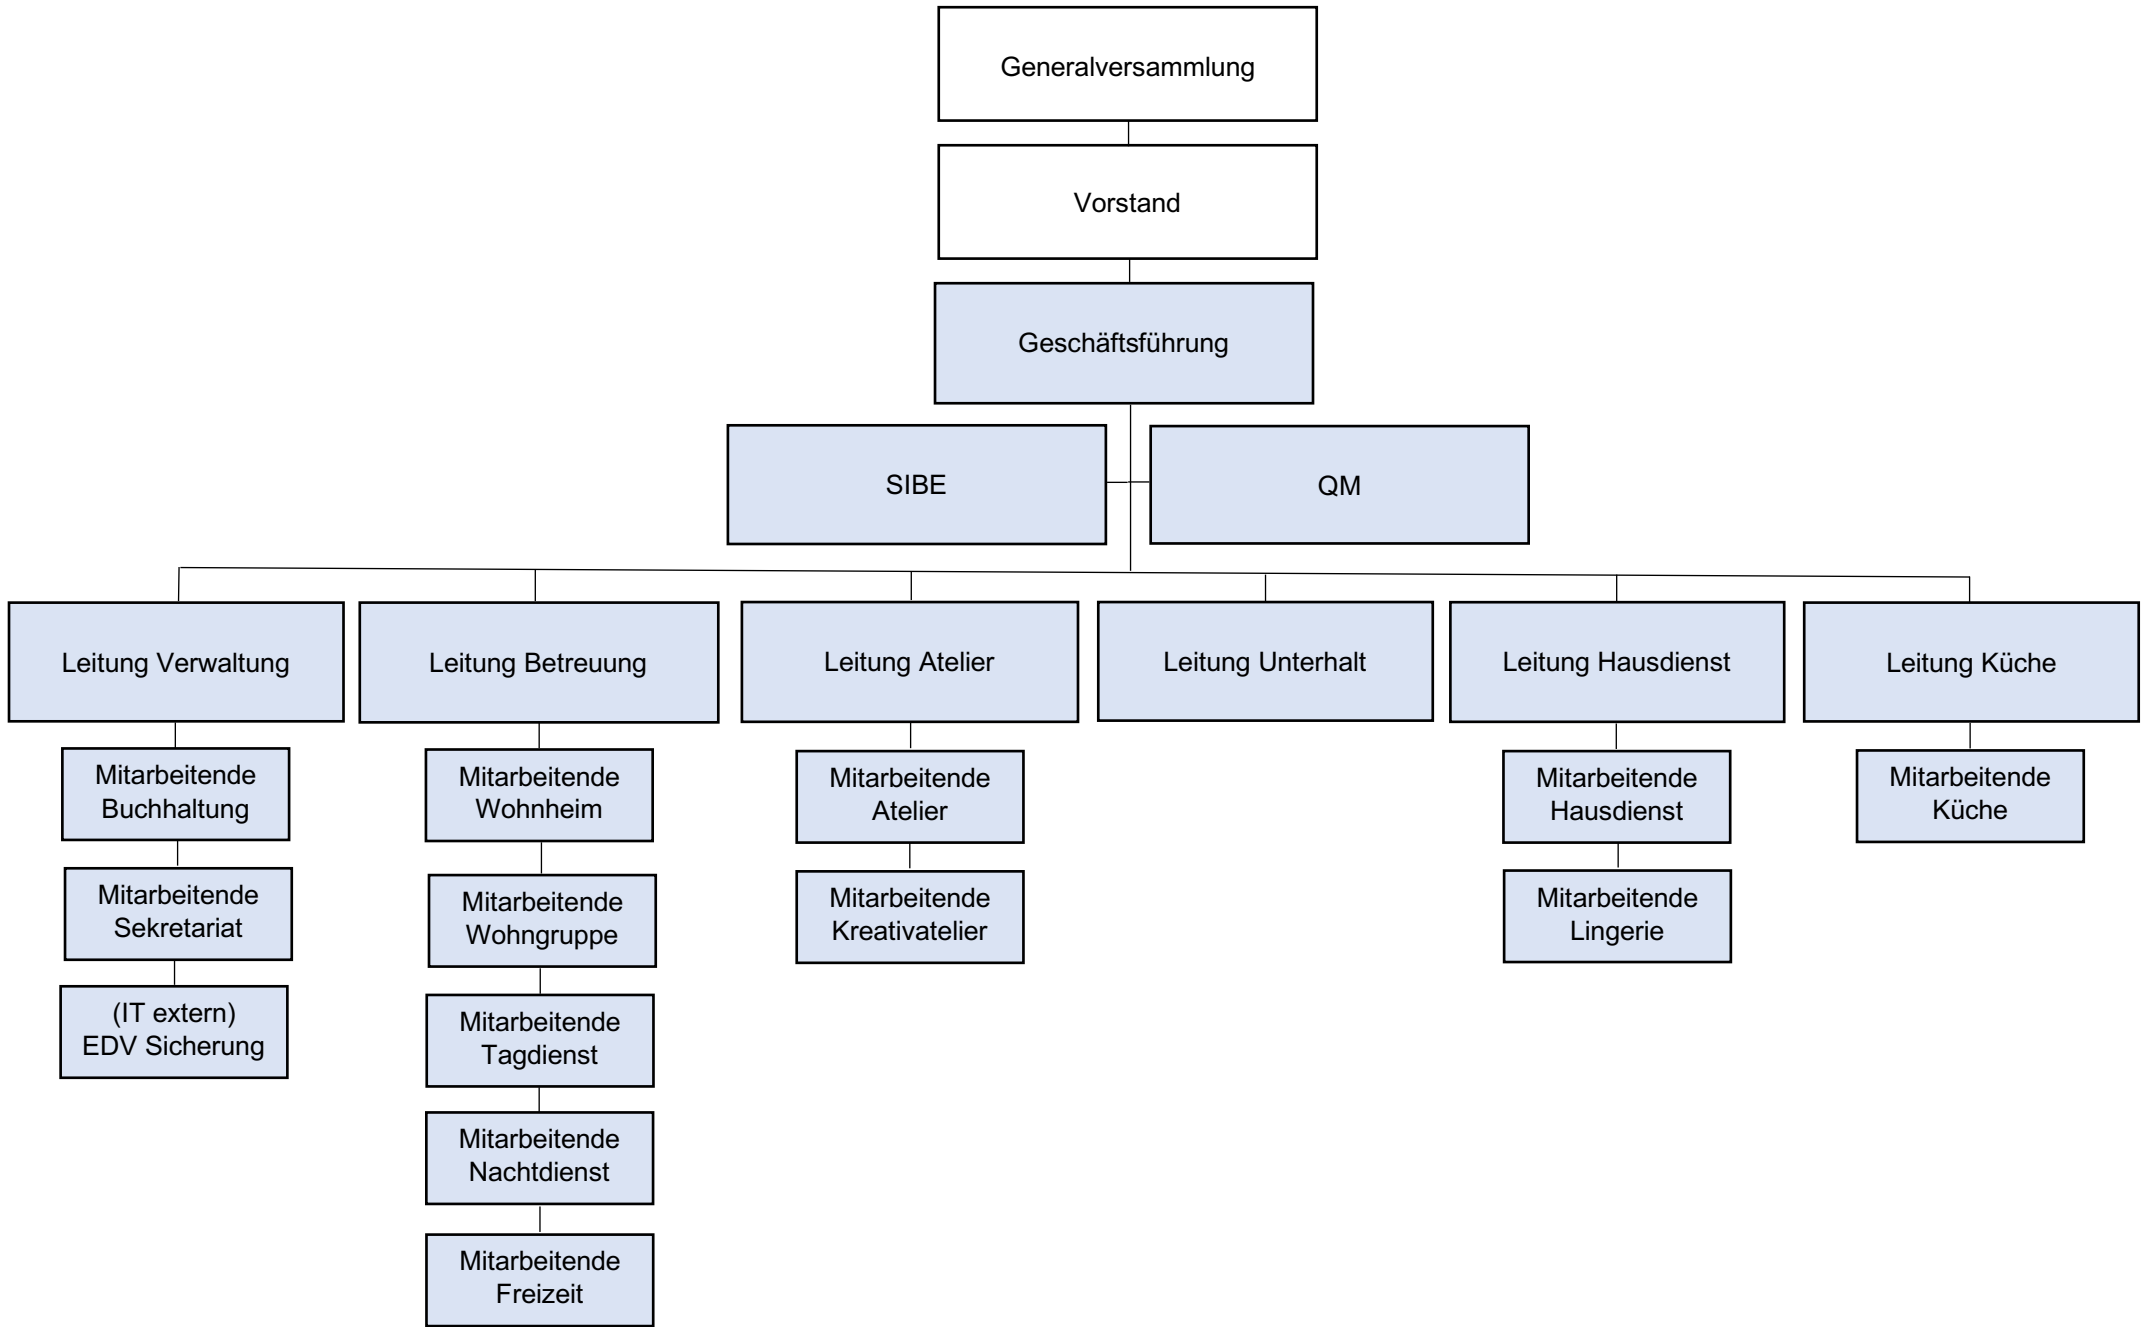 Generalversammlung
Vorstand
Geschäftsführung
SIBE
QM
Leitung Verwaltung
Leitung Betreuung
Leitung Atelier
Leitung Unterhalt
Leitung Hausdienst
Leitung Küche
Mitarbeitende
Buchhaltung
Mitarbeitende
Sekretariat
(IT extern)
EDV Sicherung
Mitarbeitende
Wohnheim
Mitarbeitende
Wohngruppe
Mitarbeitende
Tagdienst
Mitarbeitende
Nachtdienst
Mitarbeitende
Freizeit
Mitarbeitende
Atelier
Mitarbeitende
Kreativatelier
Mitarbeitende
Hausdienst
Mitarbeitende
Lingerie
Mitarbeitende
Küche